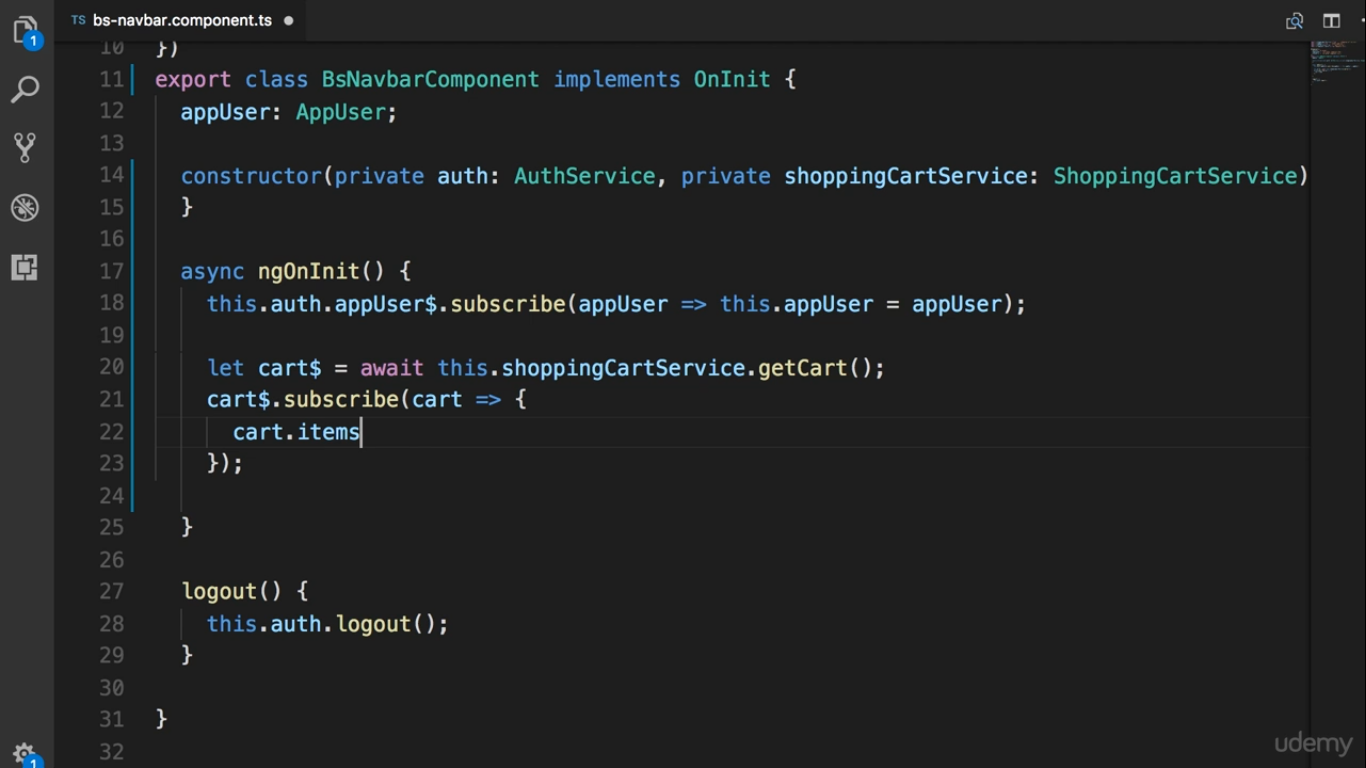 TS bs-navbar.component.ts
1
10 })
11 export class BsNavbarComponent implements OnInit {
12   appUser: AppUser;
13
14   constructor(private auth: AuthService, private shoppingCartService: ShoppingCartService)
15   }
16
17   async ngOnInit() {
18     this.auth.appUser$.subscribe(appUser => this.appUser = appUser);
19
20     let cart$ = await this.shoppingCartService.getCart();
21     cart$.subscribe(cart => {
22       cart.items
23     });
24
25   }
26
27   logout() {
28     this.auth.logout();
29   }
30
31 }
32
1
udemy